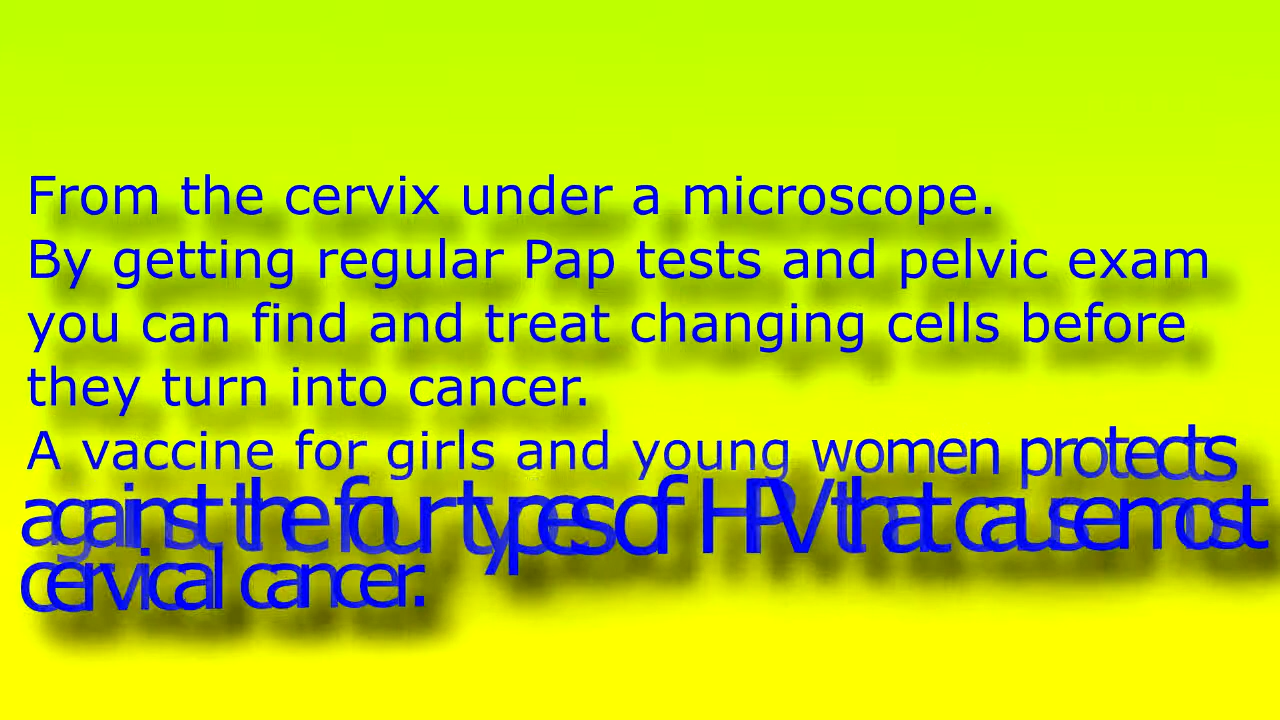 From the cervix under a microscope.
By getting regular Pap tests and pelvic exam
you can find and treat changing cells before
they turn into cancer.
A vaccine for girls and young women protects
against the four types of HPV that cause most
cervical cancer.